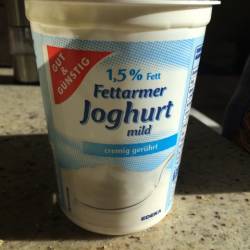 GUT
&
GÜNSTIG
1,5% Fett
Fettarmer
Joghurt
mild
cremig gerührt
EDEKA